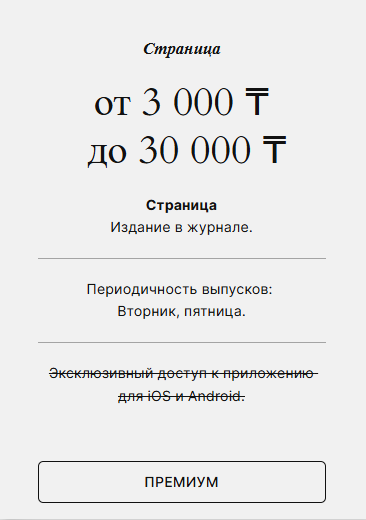 Страница
от 3 000 ₸
до 30 000 ₸
Страница
Издание в журнале.
Периодичность выпусков:
Вторник, пятница.
Эксклюзивный доступ к приложению
для iOS и Android.
ПРЕМИУМ